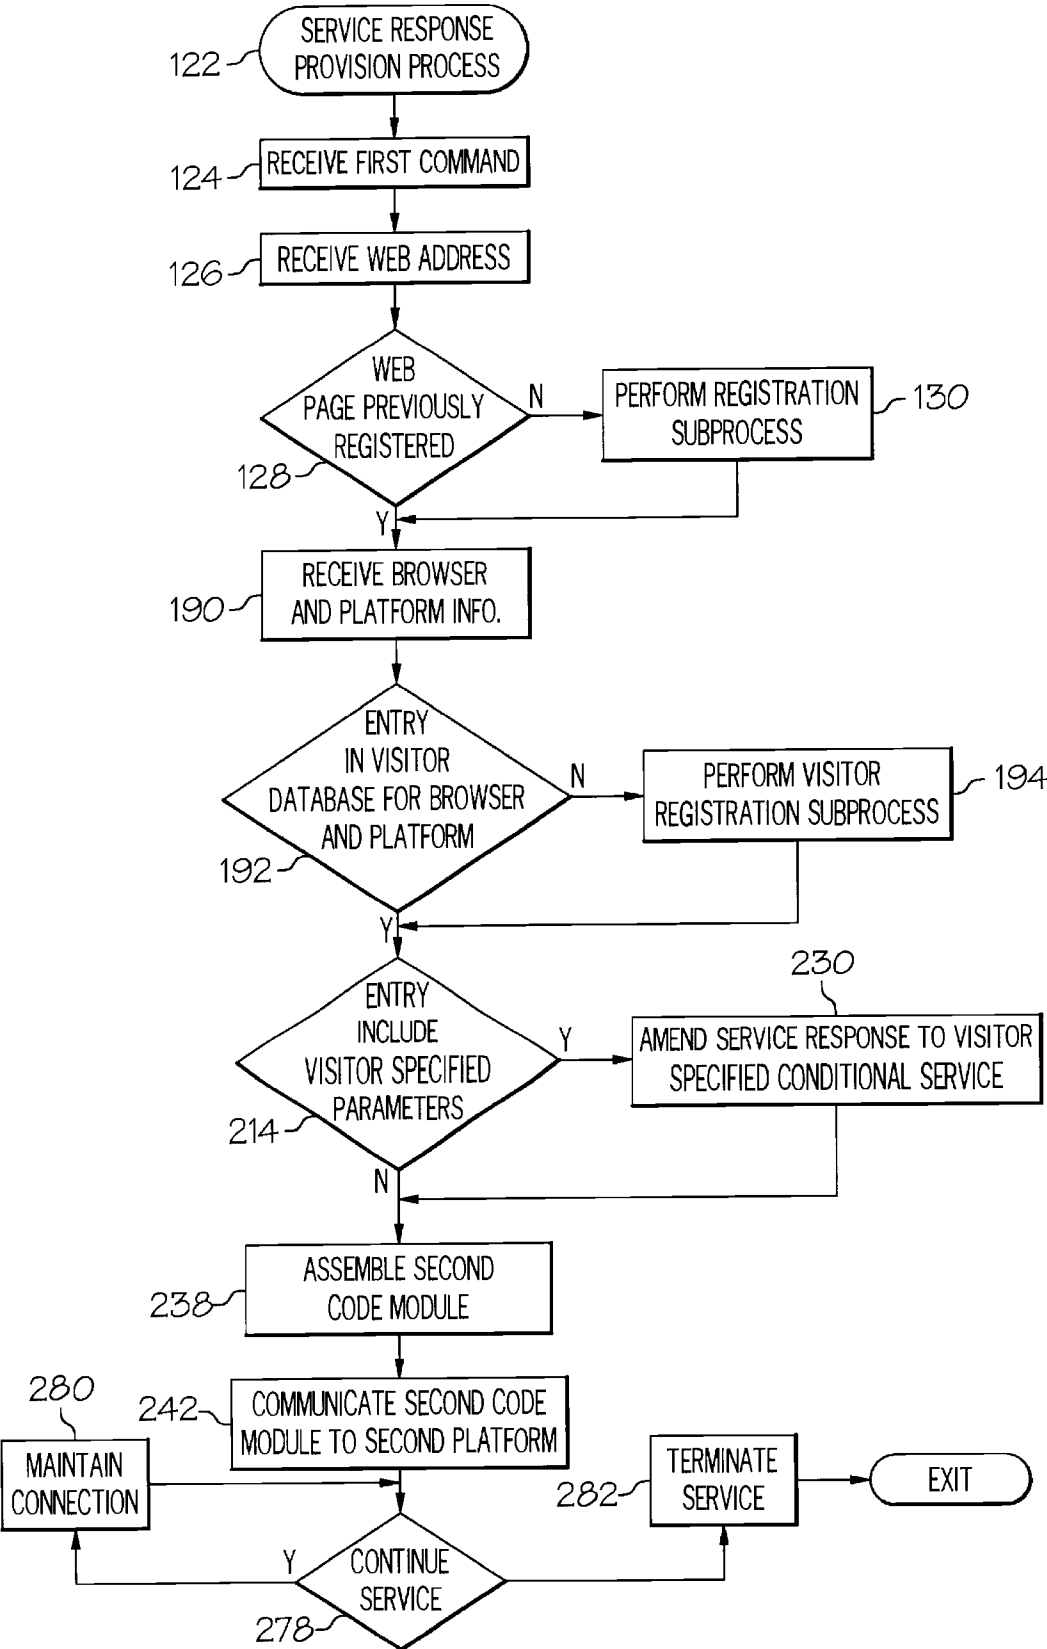 SERVICE RESPONSE
PROVISION PROCESS
122
RECEIVE FIRST COMMAND
124
RECEIVE WEB ADDRESS
126
WEB
PAGE PREVIOUSLY
REGISTERED
128
N
PERFORM REGISTRATION
SUBPROCESS
130
Y
RECEIVE BROWSER
AND PLATFORM INFO.
190
ENTRY
IN VISITOR
DATABASE FOR BROWSER
AND PLATFORM
192
N
PERFORM VISITOR
REGISTRATION SUBPROCESS
194
Y
ENTRY
INCLUDE
VISITOR SPECIFIED
PARAMETERS
214
Y
230
AMEND SERVICE RESPONSE TO VISITOR
SPECIFIED CONDITIONAL SERVICE
N
ASSEMBLE SECOND
CODE MODULE
238
COMMUNICATE SECOND CODE
MODULE TO SECOND PLATFORM
242
280
MAINTAIN
CONNECTION
Y
CONTINUE
SERVICE
278
TERMINATE
SERVICE
282
EXIT